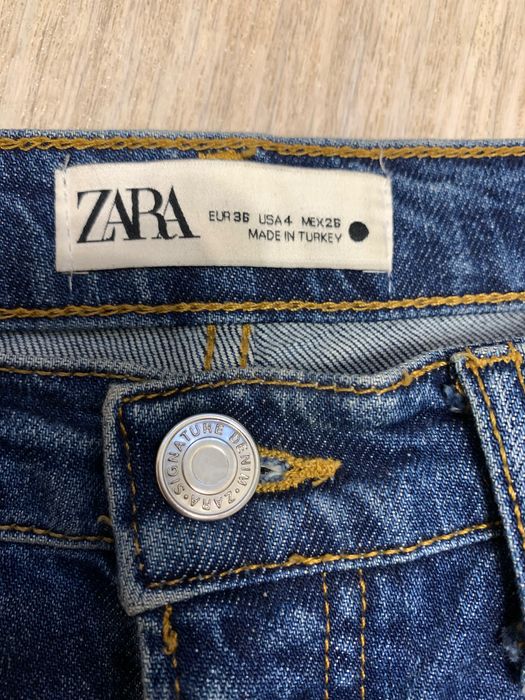 ZARA
EUR 36 USA 4 MEX 26
MADE IN TURKEY
SIGNATURE DENIM · ZARA ·